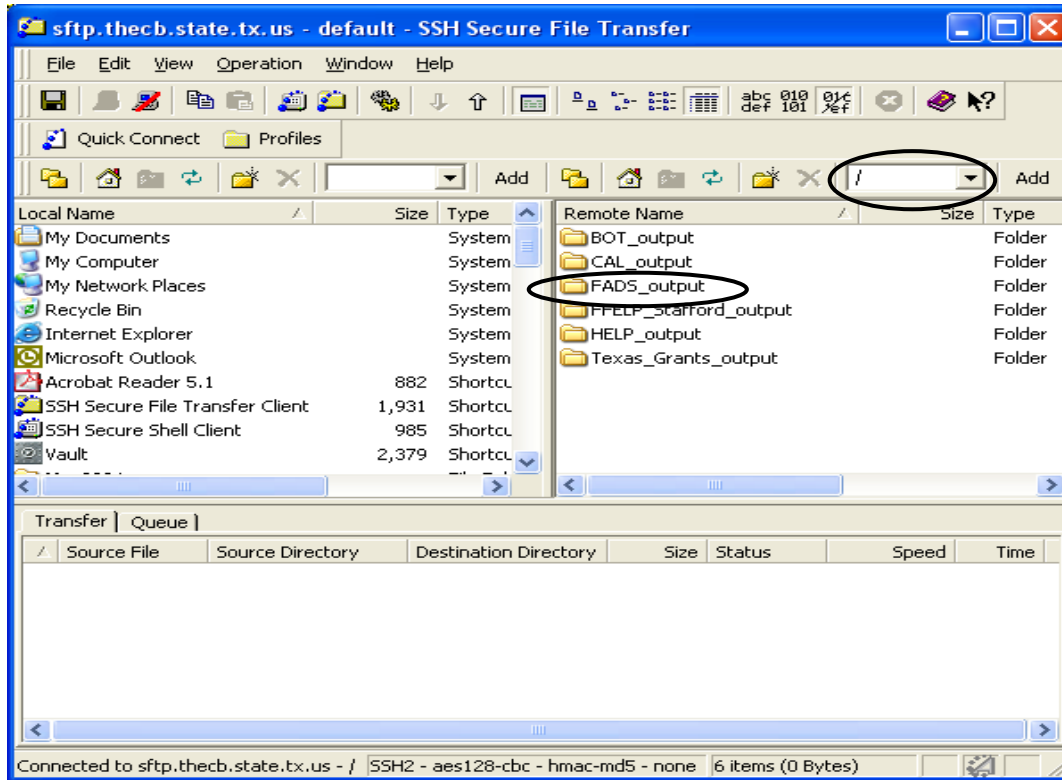 sftp.thecb.state.tx.us - default - SSH Secure File Transfer
File Edit View Operation Window Help
abc def 010 101
Quick Connect Profiles
Add / Add
Local Name Size Type
My Documents System
My Computer System
My Network Places System
Recycle Bin System
Internet Explorer System
Microsoft Outlook System
Acrobat Reader 5.1 882 Shortcu
SSH Secure File Transfer Client 1,931 Shortcu
SSH Secure Shell Client 985 Shortcu
Vault 2,379 Shortcu
Remote Name Size Type
BOT_output Folder
CAL_output Folder
FADS_output Folder
FFELP_Stafford_output Folder
HELP_output Folder
Texas_Grants_output Folder
Transfer Queue
Source File Source Directory Destination Directory Size Status Speed Time
Connected to sftp.thecb.state.tx.us - / SSH2 - aes128-cbc - hmac-md5 - none 6 items (0 Bytes)